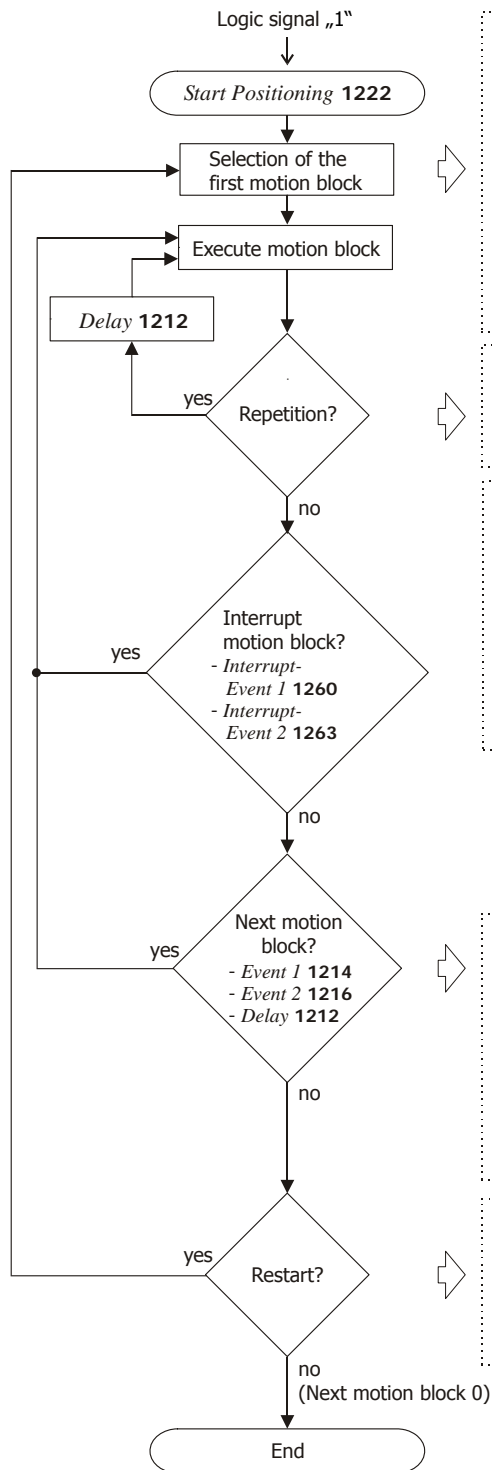 Logic signal „1“
Start Positioning 1222
Selection of the
first motion block
Execute motion block
Delay 1212
yes
Repetition?
no
Interrupt
motion block?
yes
- Interrupt-
Event 1 1260
- Interrupt-
Event 2 1263
no
Next motion
block?
yes
- Event 1 1214
- Event 2 1216
- Delay 1212
no
yes
Restart?
no
(Next motion block 0)
End